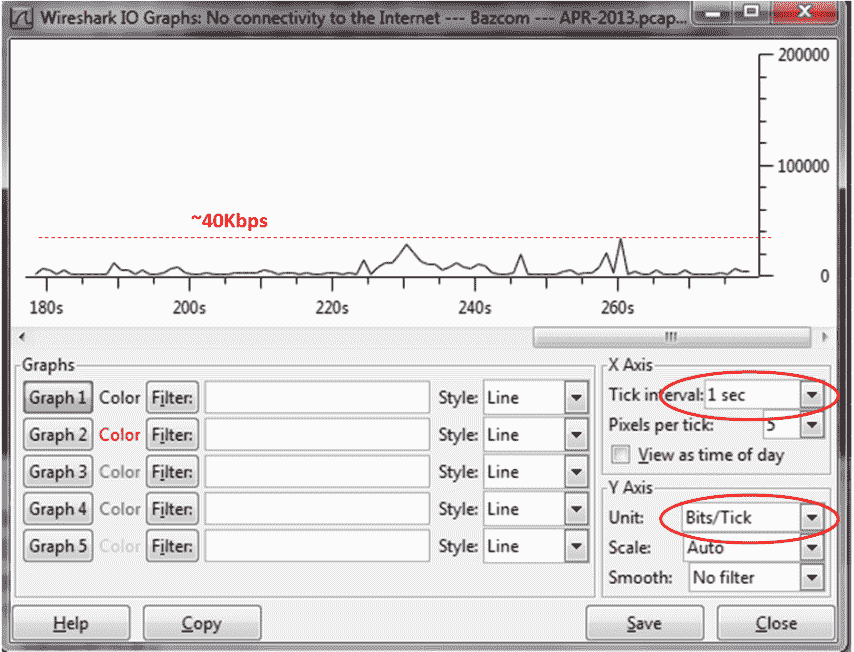 Wireshark IO Graphs: No connectivity to the Internet --- Bazcom --- APR-2013.pcap...
200000
100000
~40Kbps
0
180s 200s 220s 240s 260s
Graphs
Graph 1 Color Filter: Style: Line
Graph 2 Color Filter: Style: Line
Graph 3 Color Filter: Style: Line
Graph 4 Color Filter: Style: Line
Graph 5 Color Filter: Style: Line
X Axis
Tick interval: 1 sec
Pixels per tick: 5
View as time of day
Y Axis
Unit: Bits/Tick
Scale: Auto
Smooth: No filter
Help Copy Save Close